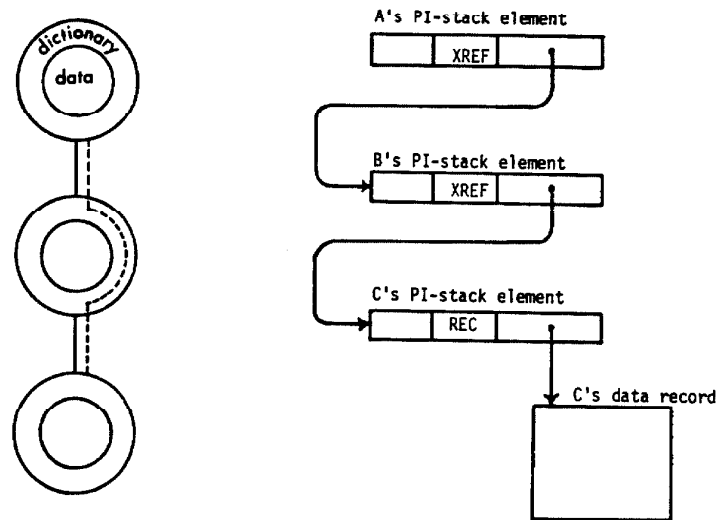 dictionary
data
A's PI-stack element
XREF
B's PI-stack element
XREF
C's PI-stack element
REC
C's data record